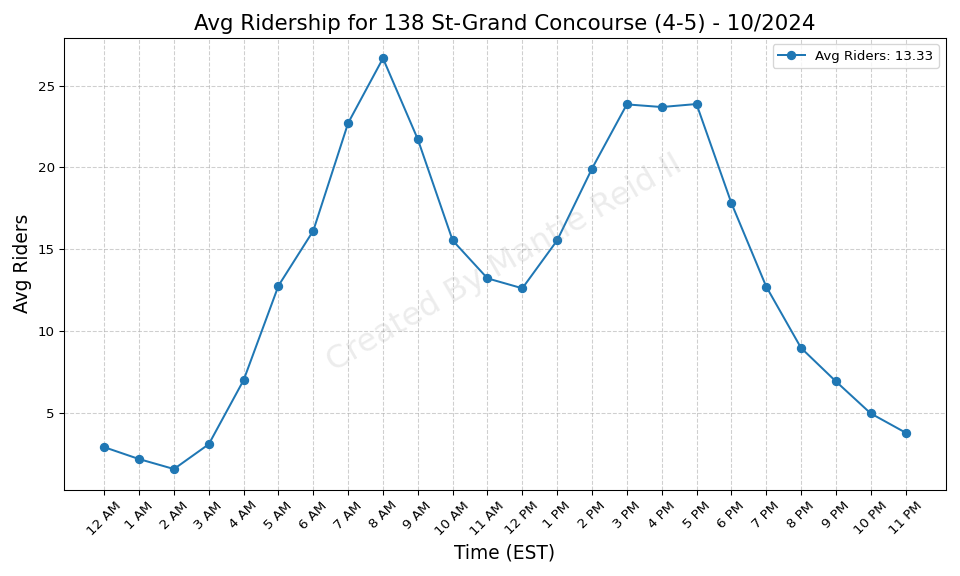 Avg Ridership for 138 St-Grand Concourse (4-5) - 10/2024
Avg Riders: 13.33
25
20
15
10
5
Avg Riders
Created By Mantie Reid II
12 AM
1 AM
2 AM
3 AM
4 AM
5 AM
6 AM
7 AM
8 AM
9 AM
10 AM
11 AM
12 PM
1 PM
2 PM
3 PM
4 PM
5 PM
6 PM
7 PM
8 PM
9 PM
10 PM
11 PM
Time (EST)